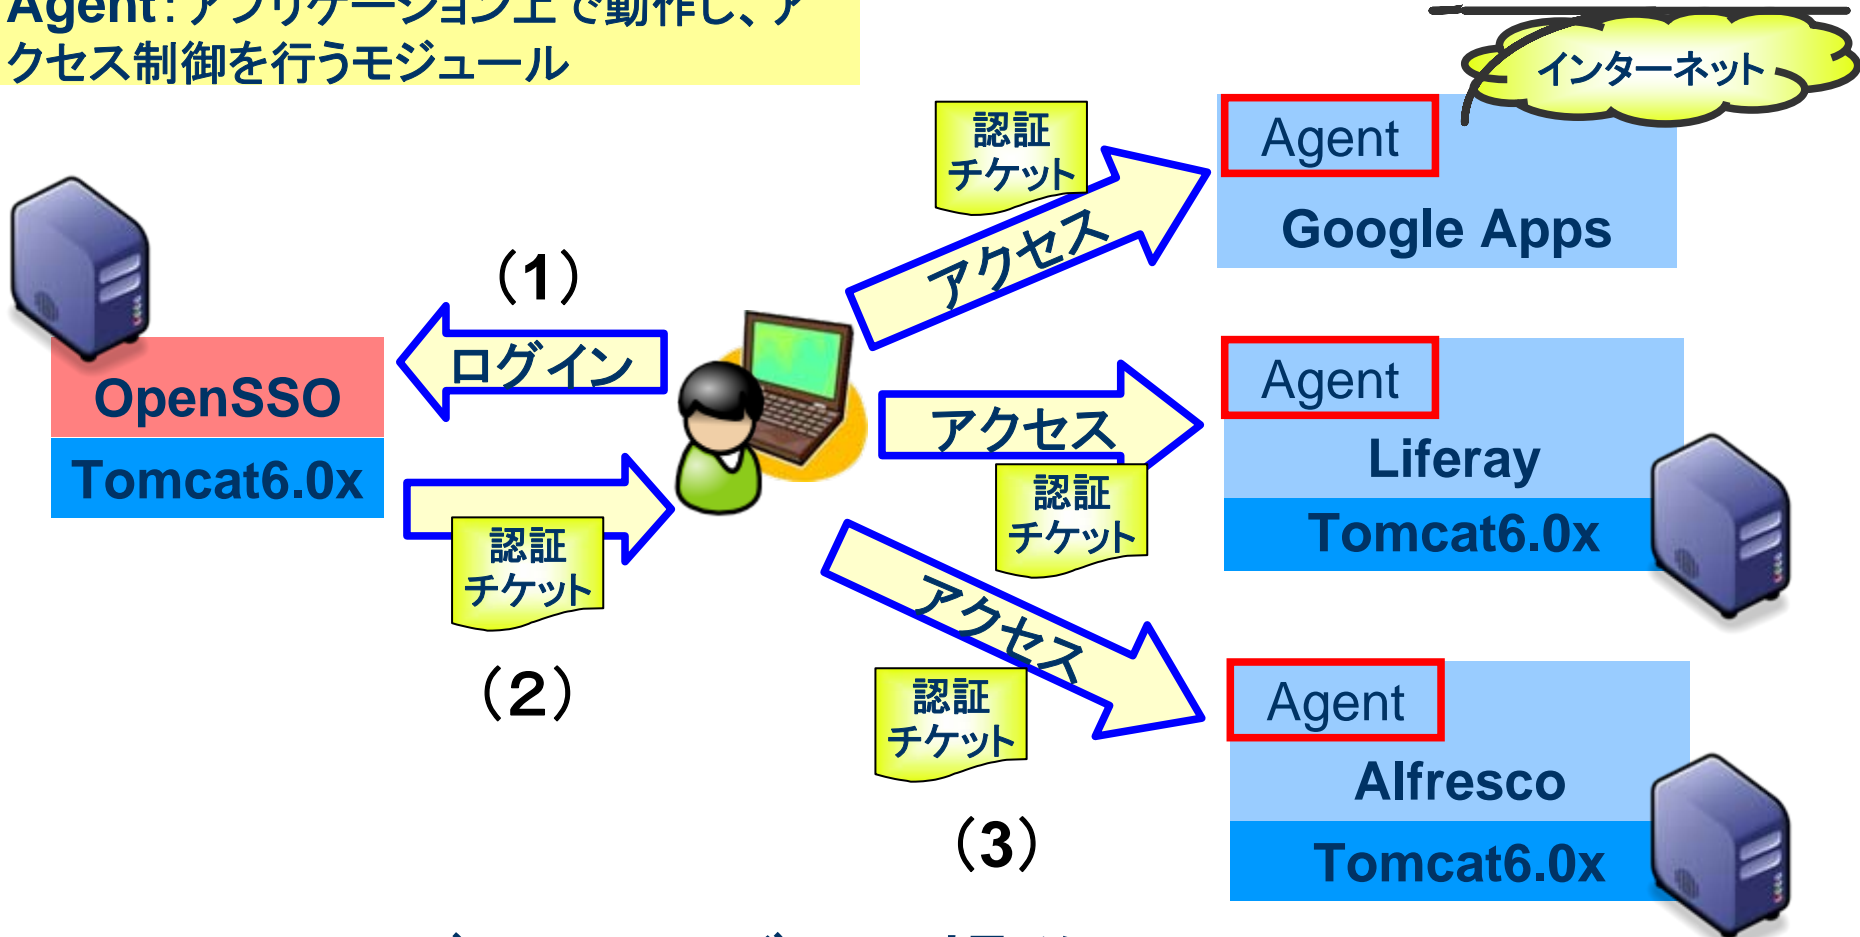 Agent：アプリケーション上で動作し、ア
クセス制御を行うモジュール
インターネット
認証
チケット
Agent
アクセス
Google Apps
(1)
ログイン
OpenSSO
Tomcat6.0x
Agent
アクセス
Liferay
認証
チケット
Tomcat6.0x
認証
チケット
(2)
アクセス
認証
チケット
Agent
Alfresco
Tomcat6.0x
(3)